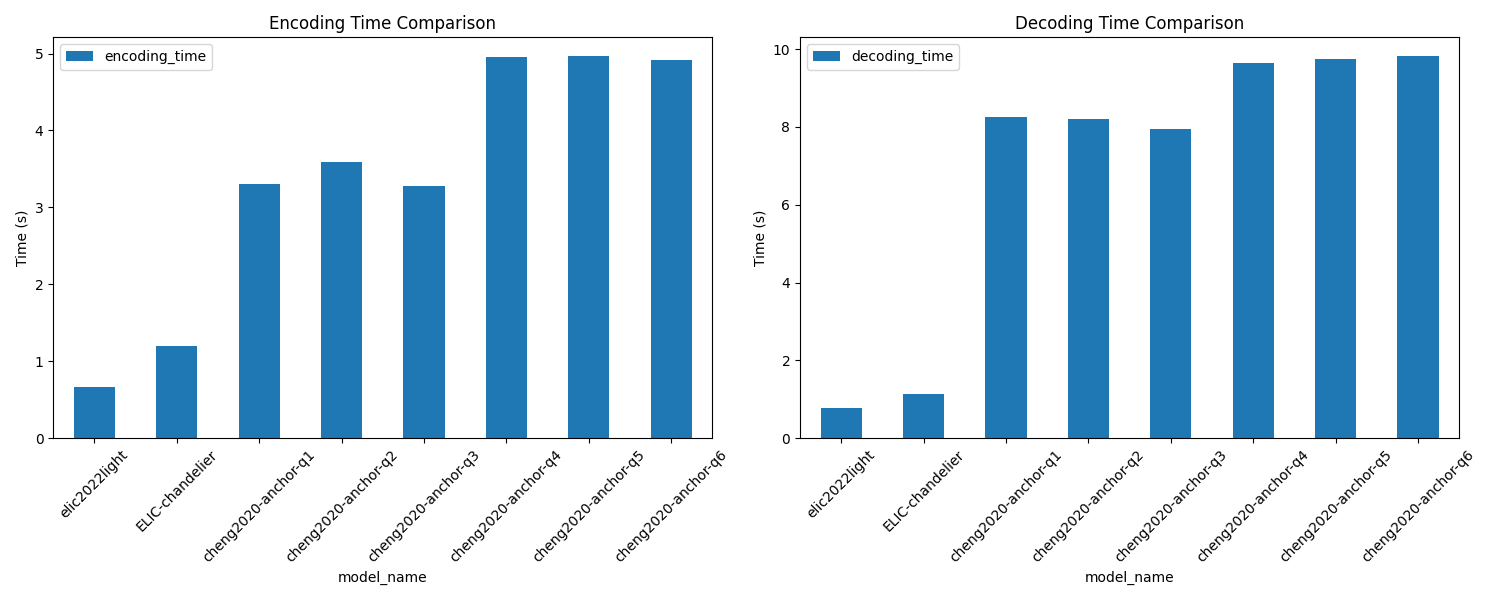 Encoding Time Comparison
encoding_time
5
4
3
2
1
0
Time (s)
elic2022light
ELIC-chandelier
cheng2020-anchor-q1
cheng2020-anchor-q2
cheng2020-anchor-q3
cheng2020-anchor-q4
cheng2020-anchor-q5
cheng2020-anchor-q6
model_name
Decoding Time Comparison
decoding_time
10
8
6
4
2
0
Time (s)
elic2022light
ELIC-chandelier
cheng2020-anchor-q1
cheng2020-anchor-q2
cheng2020-anchor-q3
cheng2020-anchor-q4
cheng2020-anchor-q5
cheng2020-anchor-q6
model_name